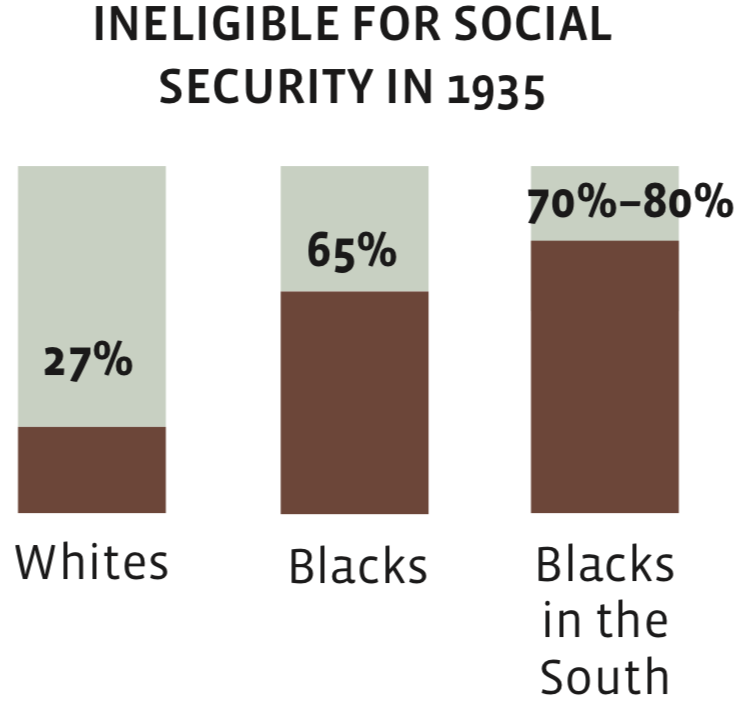 INELIGIBLE FOR SOCIAL
SECURITY IN 1935
27%
65%
70%–80%
Whites
Blacks
Blacks
in the
South